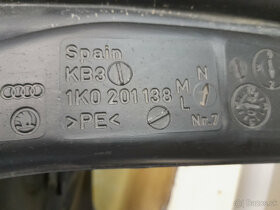 Spain
KB3
1K0 201 138 M N
L
>PE< Nr.7